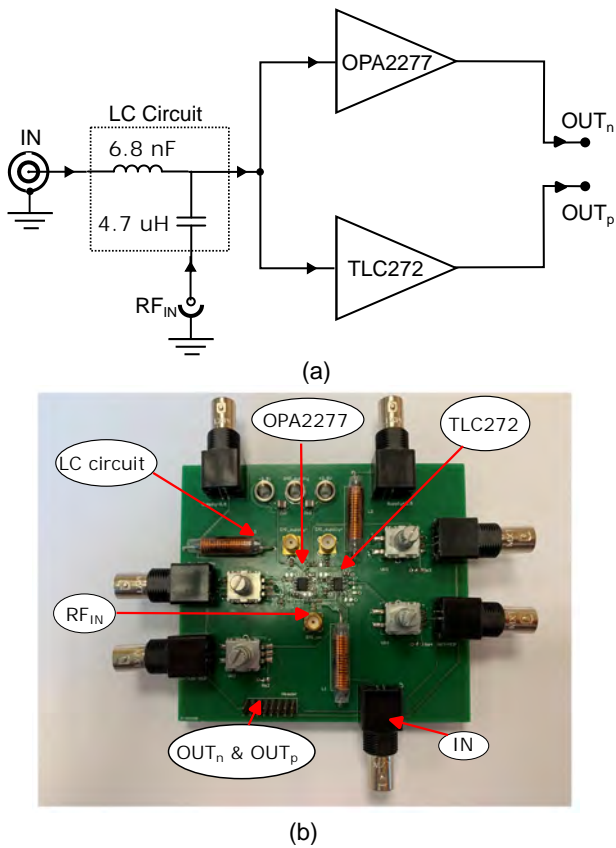 OPA2277
LC Circuit
IN
6.8 nF
OUTn
4.7 uH
OUTp
TLC272
RFIN
(a)
OPA2277
TLC272
LC circuit
RFIN
OUTn & OUTp
IN
(b)